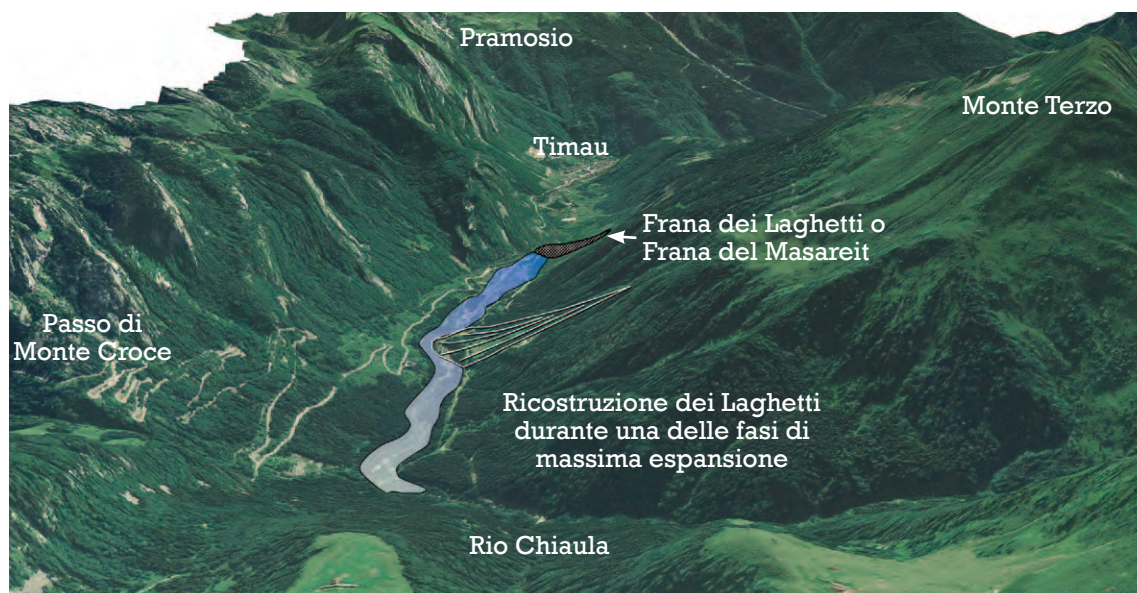 Pramosio
Monte Terzo
Timau
Frana dei Laghetti o
Frana del Masareit
Passo di
Monte Croce
Ricostruzione dei Laghetti
durante una delle fasi di
massima espansione
Rio Chiaula